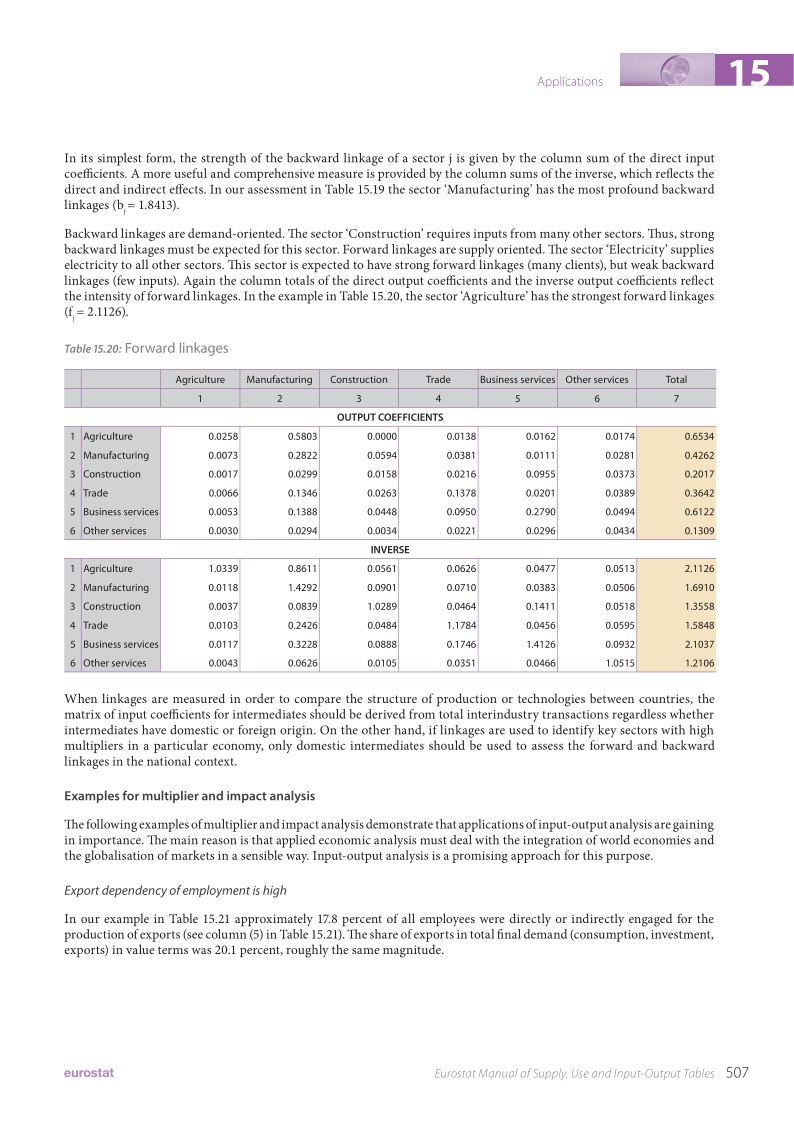 Applications
15
In its simplest form, the strength of the backward linkage of a sector j is given by the column sum of the direct input
coefficients. A more useful and comprehensive measure is provided by the column sums of the inverse, which reflects the
direct and indirect effects. In our assessment in Table 15.19 the sector ‘Manufacturing’ has the most profound backward
linkages (bj = 1.8413).
Backward linkages are demand-oriented. The sector ‘Construction’ requires inputs from many other sectors. Thus, strong
backward linkages must be expected for this sector. Forward linkages are supply oriented. The sector ‘Electricity’ supplies
electricity to all other sectors. This sector is expected to have strong forward linkages (many clients), but weak backward
linkages (few inputs). Again the column totals of the direct output coefficients and the inverse output coefficients reflect
the intensity of forward linkages. In the example in Table 15.20, the sector ‘Agriculture’ has the strongest forward linkages
(fj = 2.1126).
Table 15.20: Forward linkages
Agriculture Manufacturing Construction Trade Business services Other services Total
1 2 3 4 5 6 7
OUTPUT COEFFICIENTS
1 Agriculture 0.0258 0.5803 0.0000 0.0138 0.0162 0.0174 0.6534
2 Manufacturing 0.0073 0.2822 0.0594 0.0381 0.0111 0.0281 0.4262
3 Construction 0.0017 0.0299 0.0158 0.0216 0.0955 0.0373 0.2017
4 Trade 0.0066 0.1346 0.0263 0.1378 0.0201 0.0389 0.3642
5 Business services 0.0053 0.1388 0.0448 0.0950 0.2790 0.0494 0.6122
6 Other services 0.0030 0.0294 0.0034 0.0221 0.0296 0.0434 0.1309
INVERSE
1 Agriculture 1.0339 0.8611 0.0561 0.0626 0.0477 0.0513 2.1126
2 Manufacturing 0.0118 1.4292 0.0901 0.0710 0.0383 0.0506 1.6910
3 Construction 0.0037 0.0839 1.0289 0.0464 0.1411 0.0518 1.3558
4 Trade 0.0103 0.2426 0.0484 1.1784 0.0456 0.0595 1.5848
5 Business services 0.0117 0.3228 0.0888 0.1746 1.4126 0.0932 2.1037
6 Other services 0.0043 0.0626 0.0105 0.0351 0.0466 1.0515 1.2106
When linkages are measured in order to compare the structure of production or technologies between countries, the
matrix of input coefficients for intermediates should be derived from total interindustry transactions regardless whether
intermediates have domestic or foreign origin. On the other hand, if linkages are used to identify key sectors with high
multipliers in a particular economy, only domestic intermediates should be used to assess the forward and backward
linkages in the national context.
Examples for multiplier and impact analysis
The following examples of multiplier and impact analysis demonstrate that applications of input-output analysis are gaining
in importance. The main reason is that applied economic analysis must deal with the integration of world economies and
the globalisation of markets in a sensible way. Input-output analysis is a promising approach for this purpose.
Export dependency of employment is high
In our example in Table 15.21 approximately 17.8 percent of all employees were directly or indirectly engaged for the
production of exports (see column (5) in Table 15.21). The share of exports in total final demand (consumption, investment,
exports) in value terms was 20.1 percent, roughly the same magnitude.
eurostat
Eurostat Manual of Supply, Use and Input-Output Tables 507